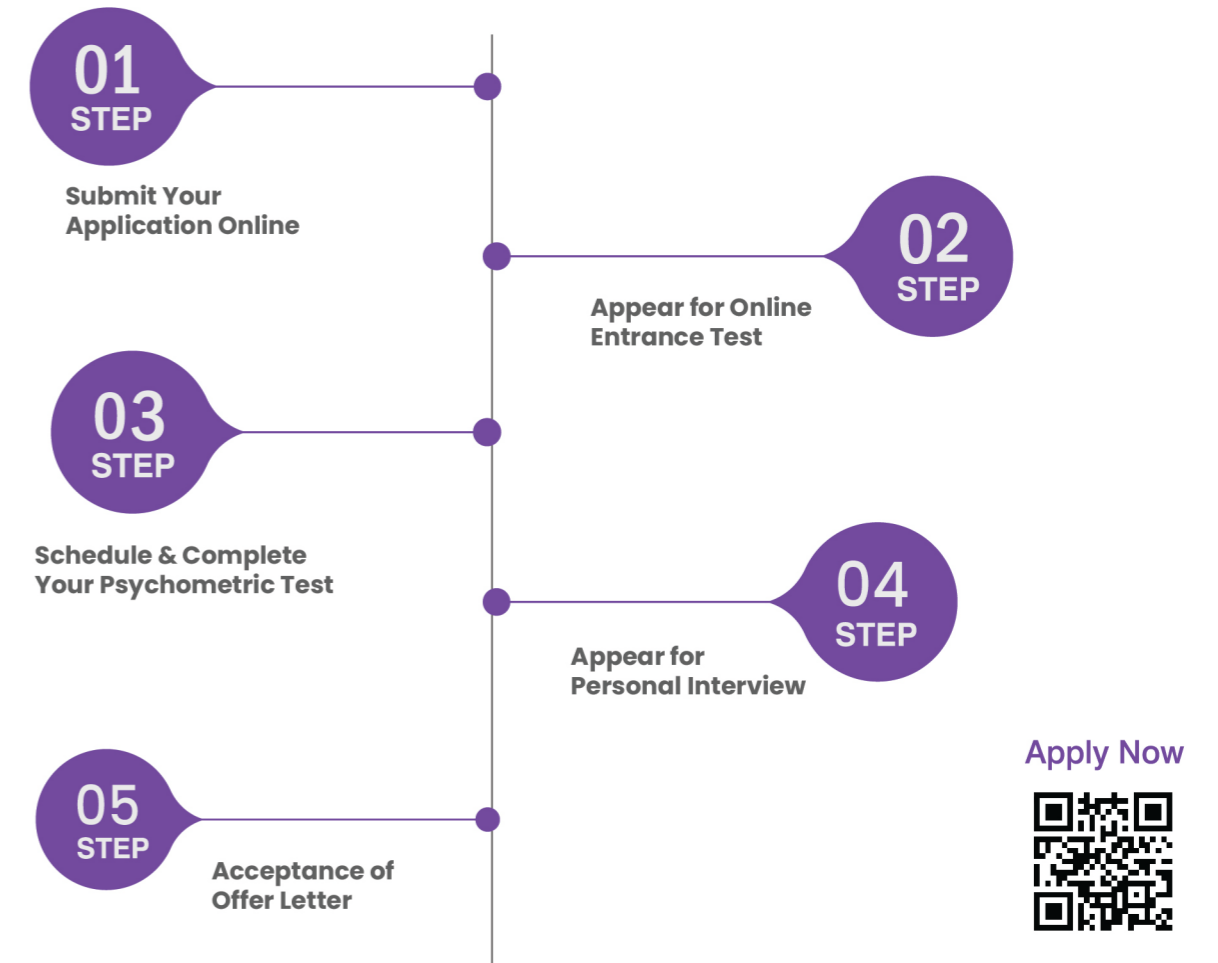 01
STEP
Submit Your
Application Online
02
STEP
Appear for Online
Entrance Test
03
STEP
Schedule & Complete
Your Psychometric Test
04
STEP
Appear for
Personal Interview
05
STEP
Acceptance of
Offer Letter
Apply Now